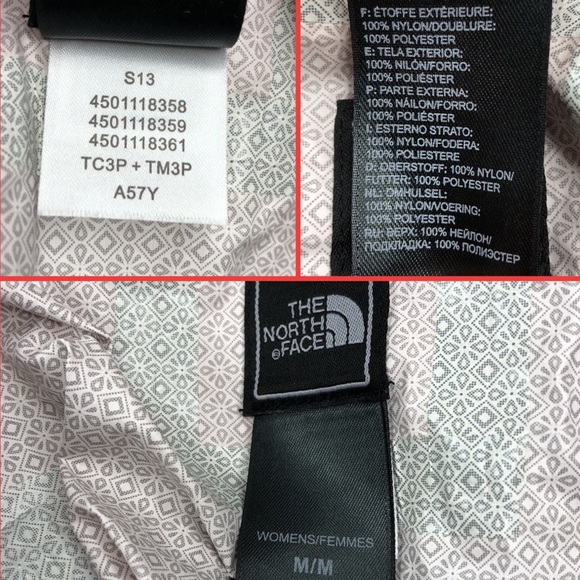 S13
4501118358
4501118359
4501118361
TC3P + TM3P
A57Y
F: ÉTOFFE EXTÉRIEURE:
100% NYLON/DOUBLURE:
100% POLYESTER
E: TELA EXTERIOR:
100% NILÓN/FORRO:
100% POLIÉSTER
P: PARTE EXTERNA:
100% NÁILON/FORRO:
100% POLIÉSTER
I: ESTERNO STRATO:
100% NYLON/FODERA:
100% POLIESTERE
D: OBERSTOFF: 100% NYLON/
FUTTER: 100% POLYESTER
NL: OMHULSEL:
100% NYLON/VOERING:
100% POLYESTER
RU: ВЕРХ: 100% НЕЙЛОН/
ПОДКЛАДКА: 100% ПОЛИЭСТЕР
THE
NORTH
FACE
WOMENS/FEMMES
M/M